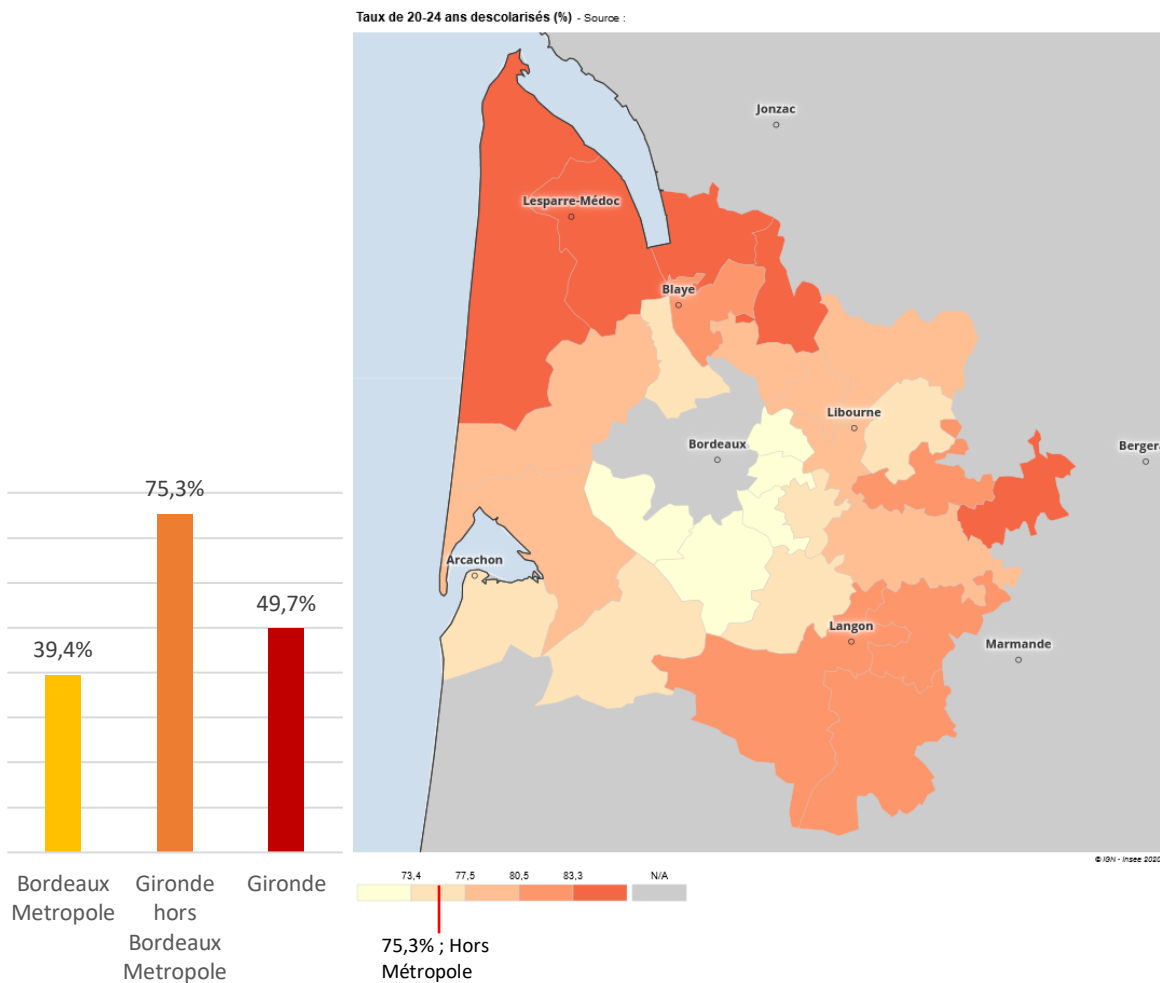 Taux de 20-24 ans descolarisés (%) - Source :
Jonzac
Lesparre-Médoc
Blaye
Libourne
Bordeaux
Arcachon
Langon
Marmande
75,3%
49,7%
39,4%
Bordeaux
Metropole
Gironde
hors
Bordeaux
Metropole
Gironde
© IGN - Insee 2020
73,4 77,5 80,5 83,3 N/A
75,3% ; Hors
Métropole